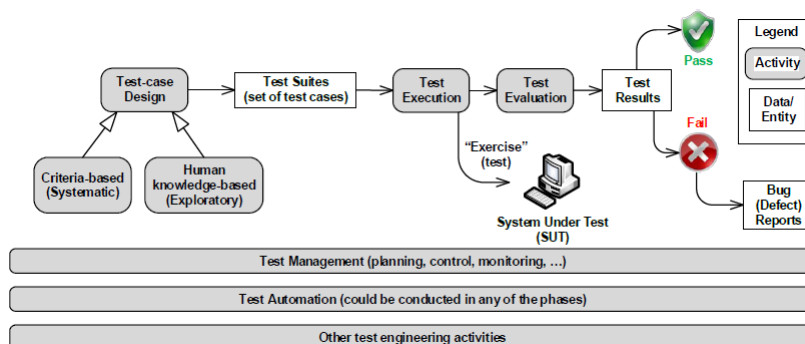 Legend
Activity
Data/
Entity
Test-case
Design
Test Suites
(set of test cases)
Test
Execution
Test
Evaluation
Test
Results
Pass
Fail
Criteria-based
(Systematic)
Human
knowledge-based
(Exploratory)
“Exercise”
(test)
System Under Test
(SUT)
Bug
(Defect)
Reports
Test Management (planning, control, monitoring, ...)
Test Automation (could be conducted in any of the phases)
Other test engineering activities